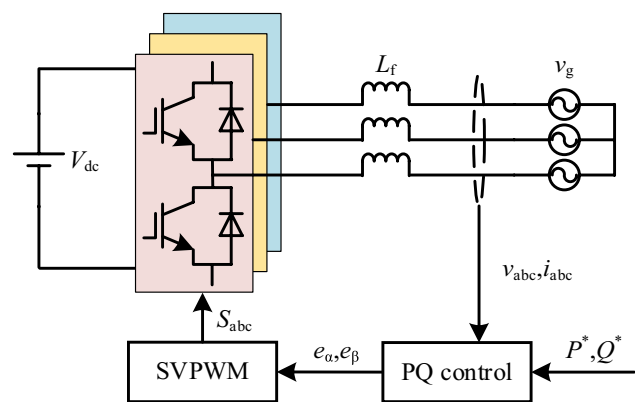 L_f
v_g
V_dc
v_abc,i_abc
S_abc
P^*,Q^*
e_α,e_β
SVPWM
PQ control